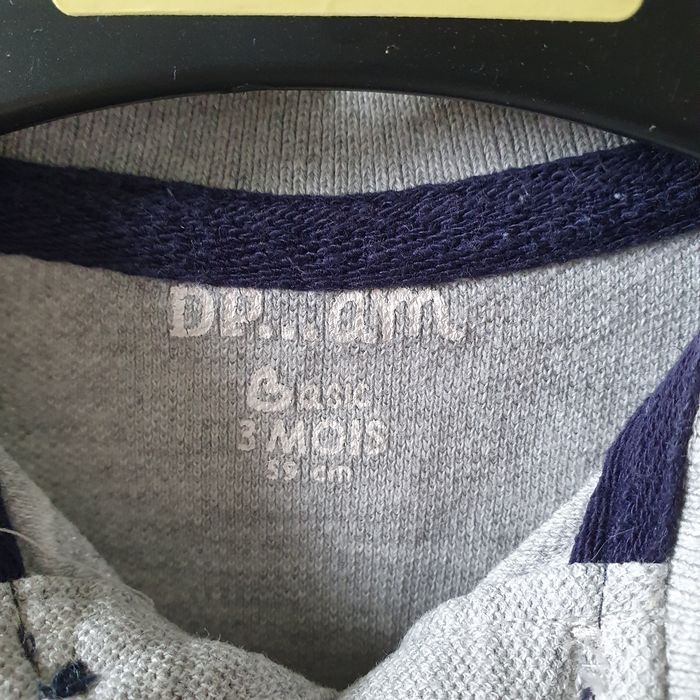 DP...am.
Basic
3 MOIS
59 cm